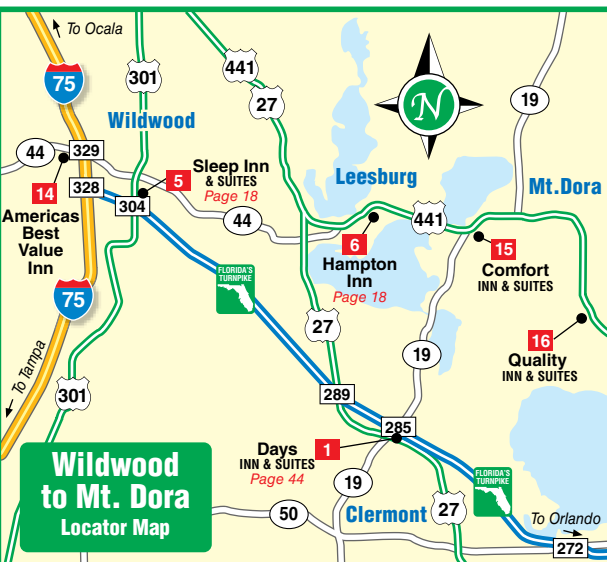 To Ocala
75
301
441
27
19
Wildwood
44
329
14
328
5
Sleep Inn
& SUITES
Page 18
304
44
N
Leesburg
Mt.Dora
441
Americas
Best
Value
Inn
6
Hampton
Inn
Page 18
15
Comfort
INN & SUITES
FLORIDA'S
TURNPIKE
75
27
19
16
Quality
INN & SUITES
To Tampa
301
289
285
Days
INN & SUITES
Page 44
1
19
Wildwood
to Mt. Dora
Locator Map
50
Clermont
27
FLORIDA'S
TURNPIKE
To Orlando
272